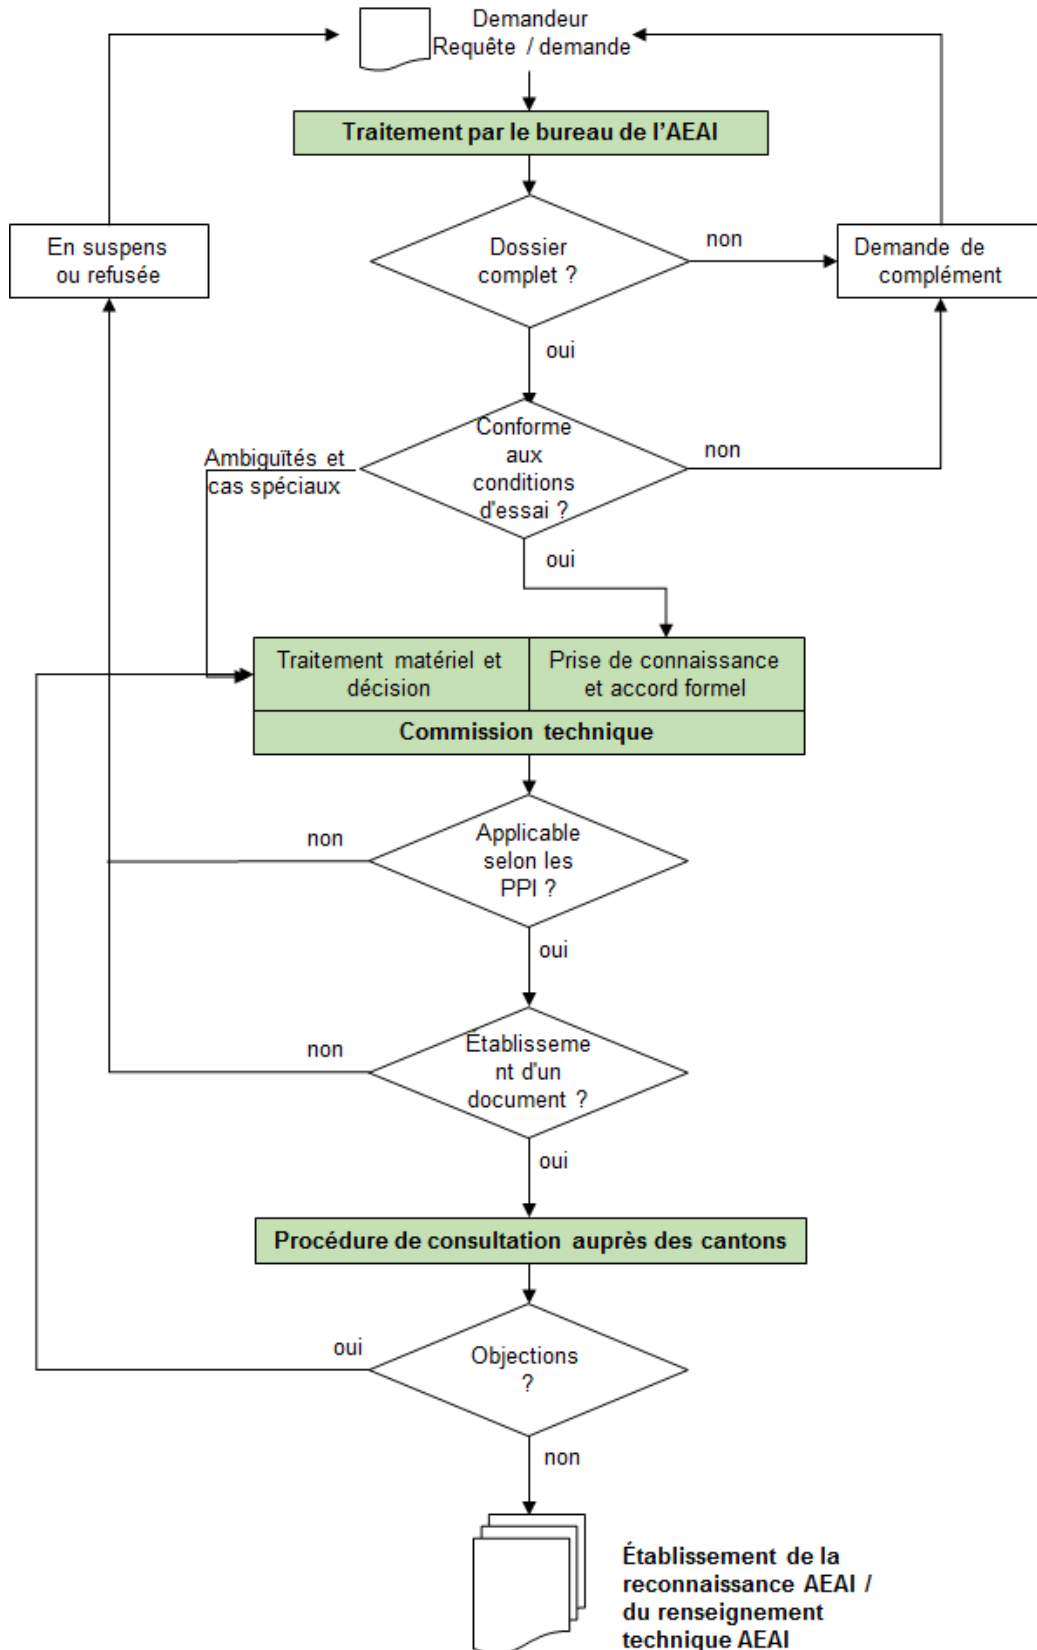 Demandeur
Requête / demande
Traitement par le bureau de l'AEAI
En suspens
ou refusée
Dossier
complet ?
non
Demande de
complément
oui
Ambiguïtés et
cas spéciaux
Conforme
aux
conditions
d'essai ?
non
oui
Traitement matériel et
décision
Prise de connaissance
et accord formel
Commission technique
non
Applicable
selon les
PPI ?
oui
non
Établisseme
nt d'un
document ?
oui
Procédure de consultation auprès des cantons
oui
Objections
?
non
Établissement de la
reconnaissance AEAI /
du renseignement
technique AEAI